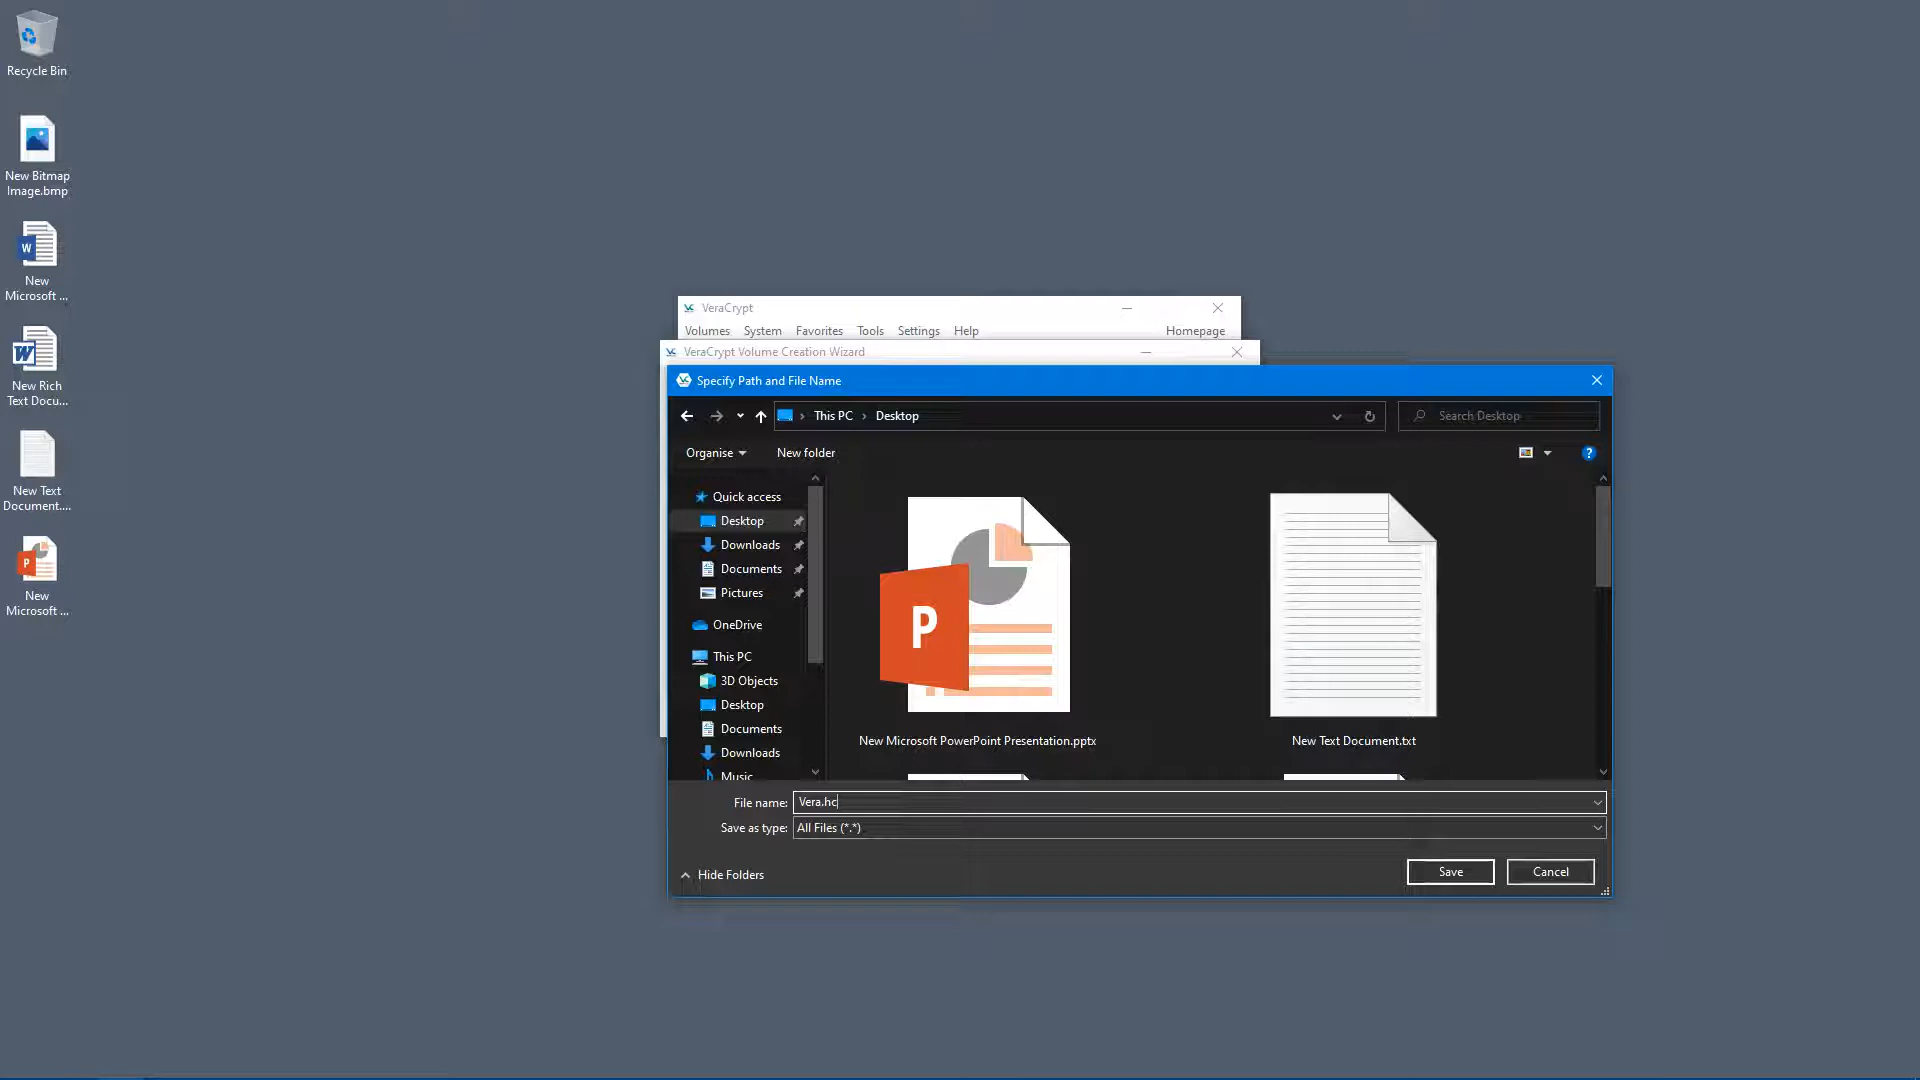 Recycle Bin
New Bitmap
Image.bmp
W
New
Microsoft ...
W
New Rich
Text Docu...
New Text
Document....
P
New
Microsoft ...
VeraCrypt
Volumes System Favorites Tools Settings Help Homepage
VeraCrypt Volume Creation Wizard
Specify Path and File Name
This PC › Desktop
Search Desktop
Organise New folder
?
Quick access
Desktop
Downloads
Documents
Pictures
OneDrive
This PC
3D Objects
Desktop
Documents
Downloads
Music
P
New Microsoft PowerPoint Presentation.pptx
New Text Document.txt
File name: Vera.hc
Save as type: All Files (*.*)
Hide Folders
Save Cancel